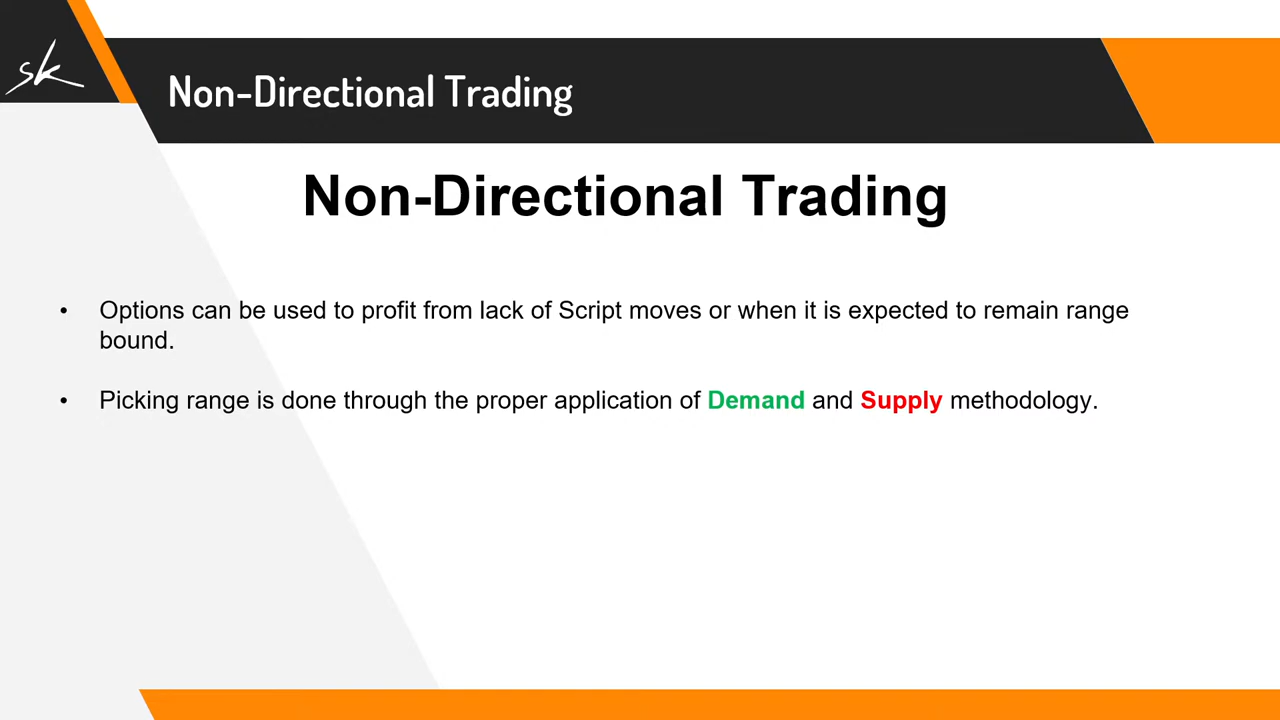 sk
Non-Directional Trading
Non-Directional Trading
• Options can be used to profit from lack of Script moves or when it is expected to remain range
bound.
• Picking range is done through the proper application of Demand and Supply methodology.